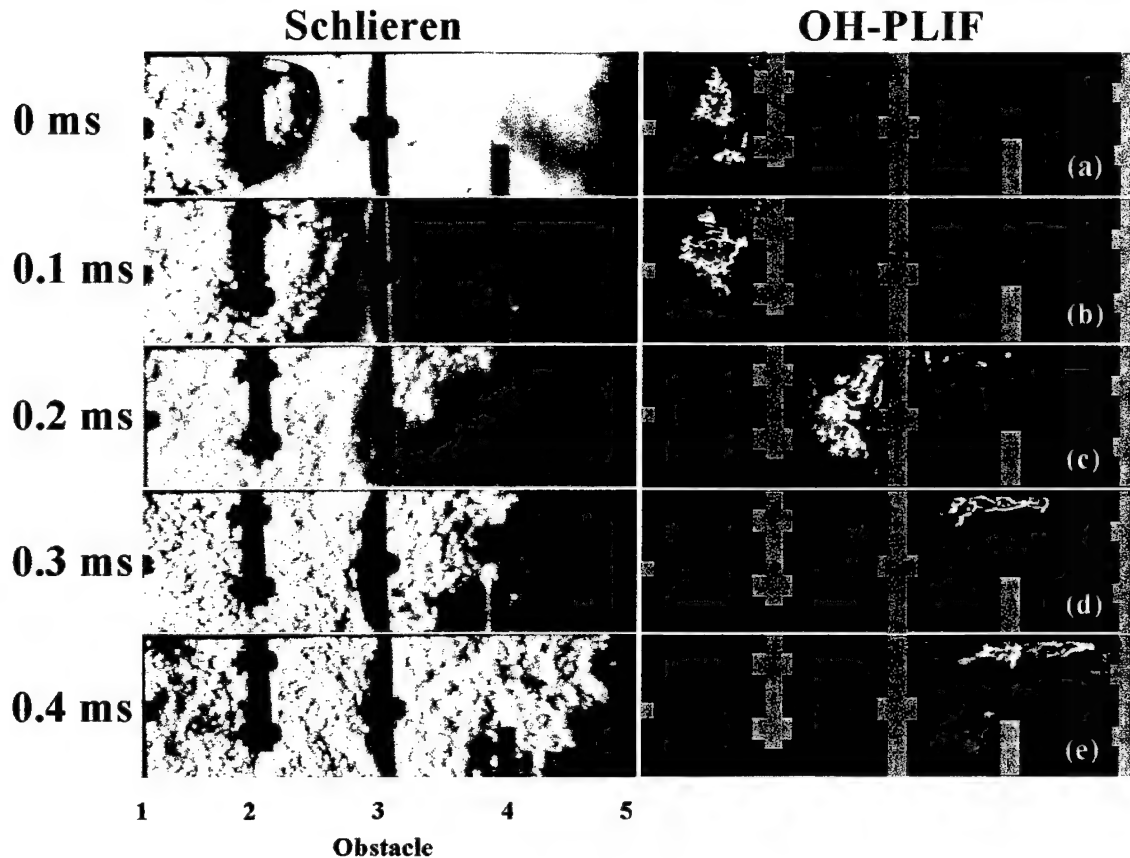 Schlieren OH-PLIF
0 ms (a)
0.1 ms (b)
0.2 ms (c)
0.3 ms (d)
0.4 ms (e)
1 2 3 4 5
Obstacle